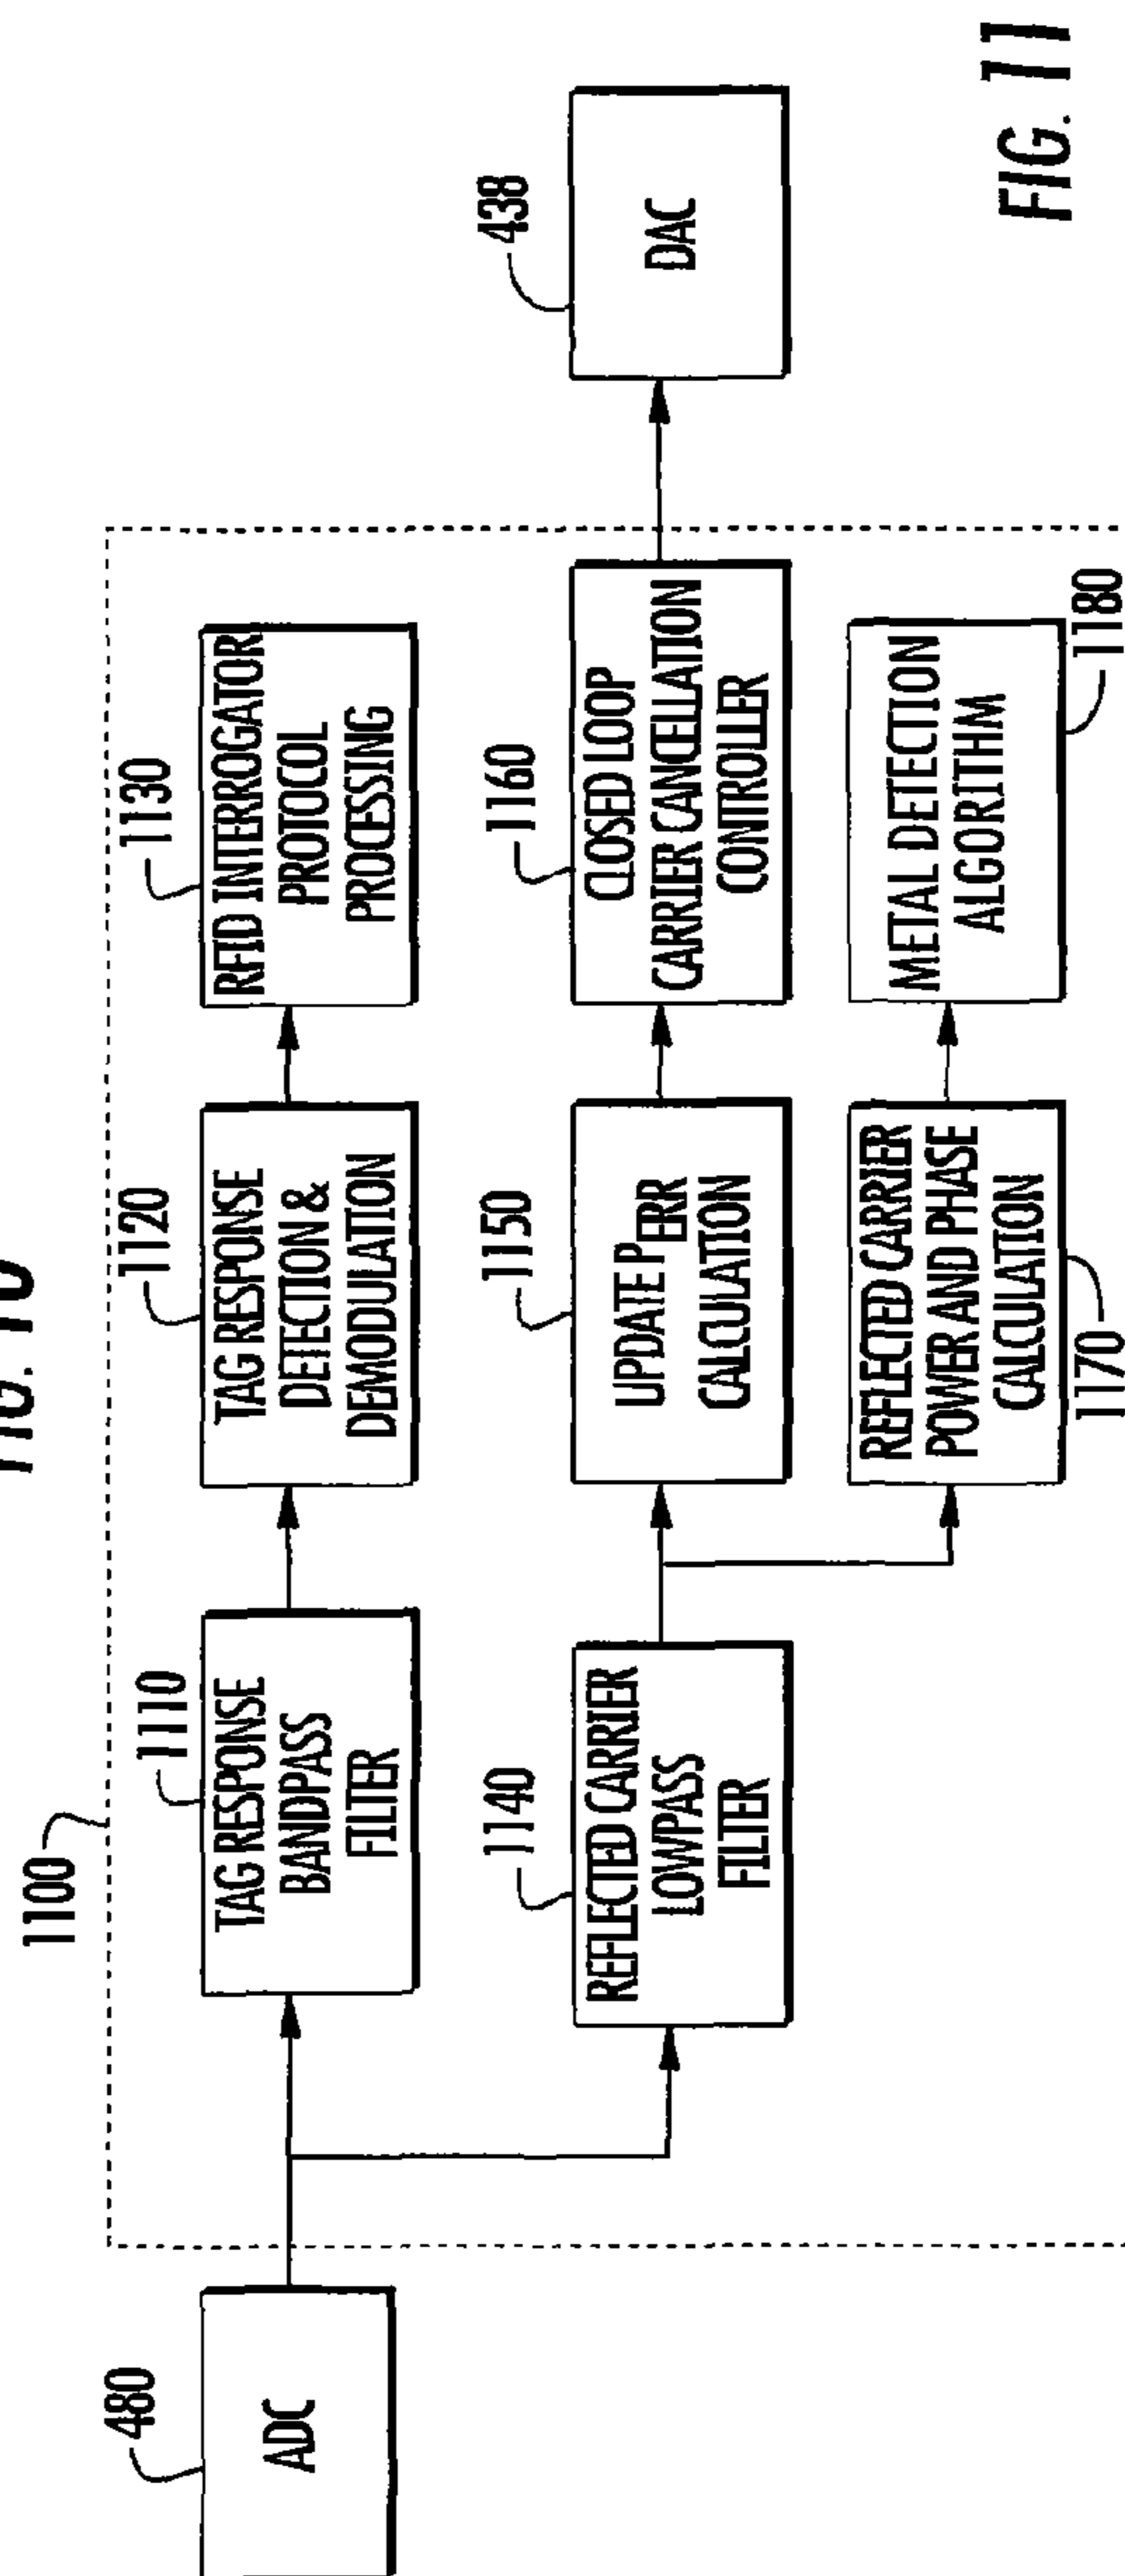 FIG. 10
1100
480
ADC
1110
TAG RESPONSE
BANDPASS
FILTER
1120
TAG RESPONSE
DETECTION &
DEMODULATION
1130
RFID INTERROGATOR
PROTOCOL
PROCESSING
1140
REFLECTED CARRIER
LOWPASS
FILTER
1150
UPDATE PERR
CALCULATION
1160
CLOSED LOOP
CARRIER CANCELLATION
CONTROLLER
438
DAC
REFLECTED CARRIER
POWER AND PHASE
CALCULATION
1170
METAL DETECTION
ALGORITHM
1180
FIG. 11